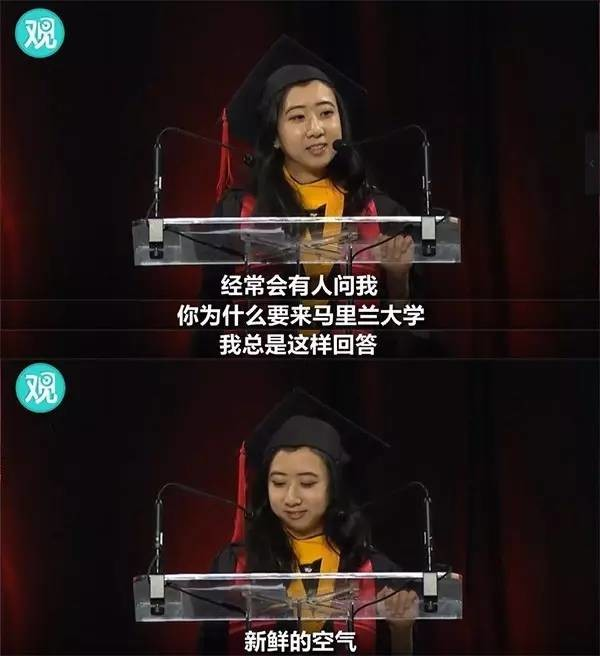 观
经常会有人问我
你为什么要来马里兰大学
我总是这样回答
观
新鲜的空气